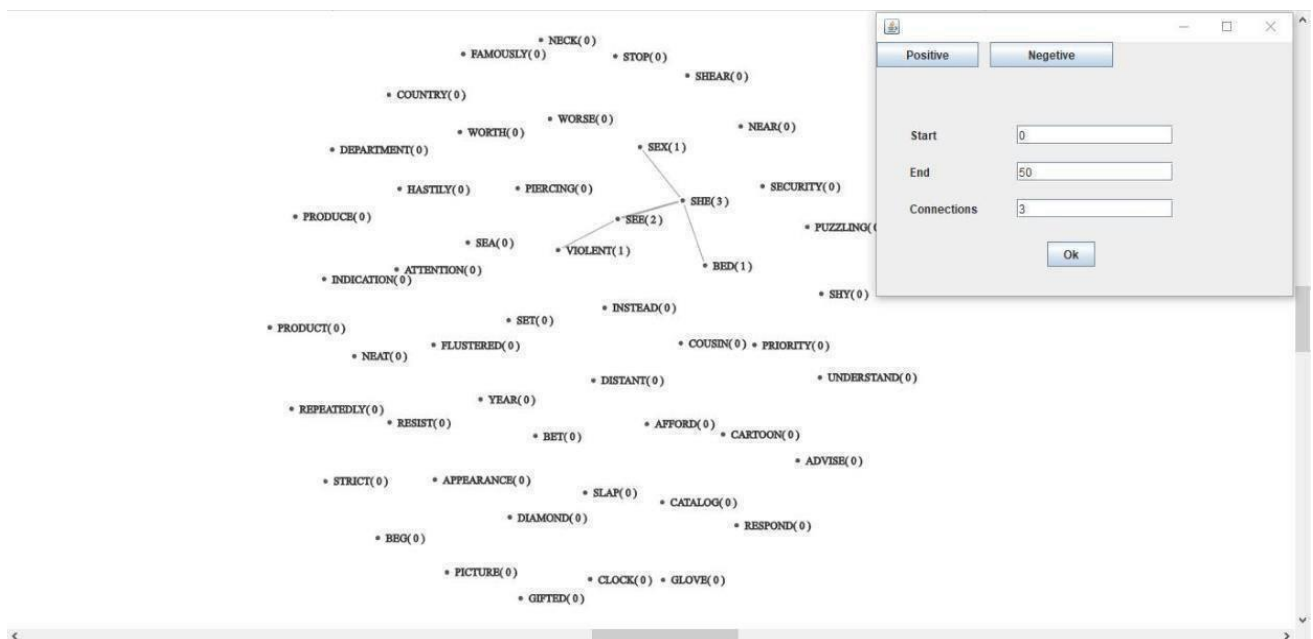 NECK(0)
FAMOUSLY(0)
STOP(0)
SHEAR(0)
COUNTRY(0)
WORSE(0)
NEAR(0)
WORTH(0)
SEX(1)
DEPARTMENT(0)
HASTILY(0)
PIERCING(0)
SECURITY(0)
SHE(3)
PRODUCE(0)
SEE(2)
PUZZLING(0
SEA(0)
VIOLENT(1)
BED(1)
ATTENTION(0)
INDICATION(0)
SHY(0)
INSTEAD(0)
SET(0)
PRODUCT(0)
FLUSTERED(0)
COUSIN(0)
PRIORITY(0)
NEAT(0)
DISTANT(0)
UNDERSTAND(0)
YEAR(0)
REPEATEDLY(0)
RESIST(0)
AFFORD(0)
BET(0)
CARTOON(0)
ADVISE(0)
STRICT(0)
APPEARANCE(0)
SLAP(0)
CATALOG(0)
DIAMOND(0)
RESPOND(0)
BEG(0)
PICTURE(0)
CLOCK(0)
GLOVE(0)
GIFTED(0)
Positive
Negetive
Start
0
End
50
Connections
3
Ok